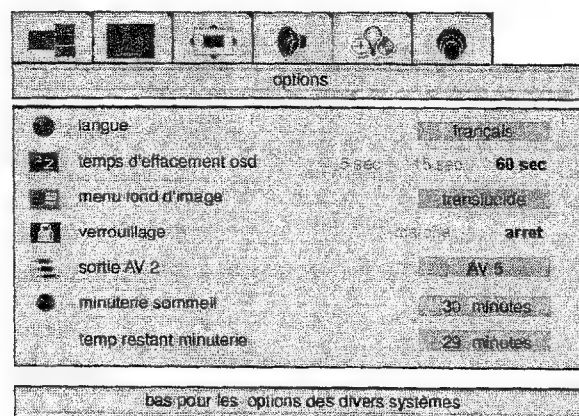 options
langue français
temps d'effacement osd 5 sec 15 sec 60 sec
menu fond d'image translucide
verrouillage marche arret
sortie AV 2 AV 5
minuterie sommeil 30 minutes
temp restant minuterie 29 minutes
bas pour les options des divers systèmes